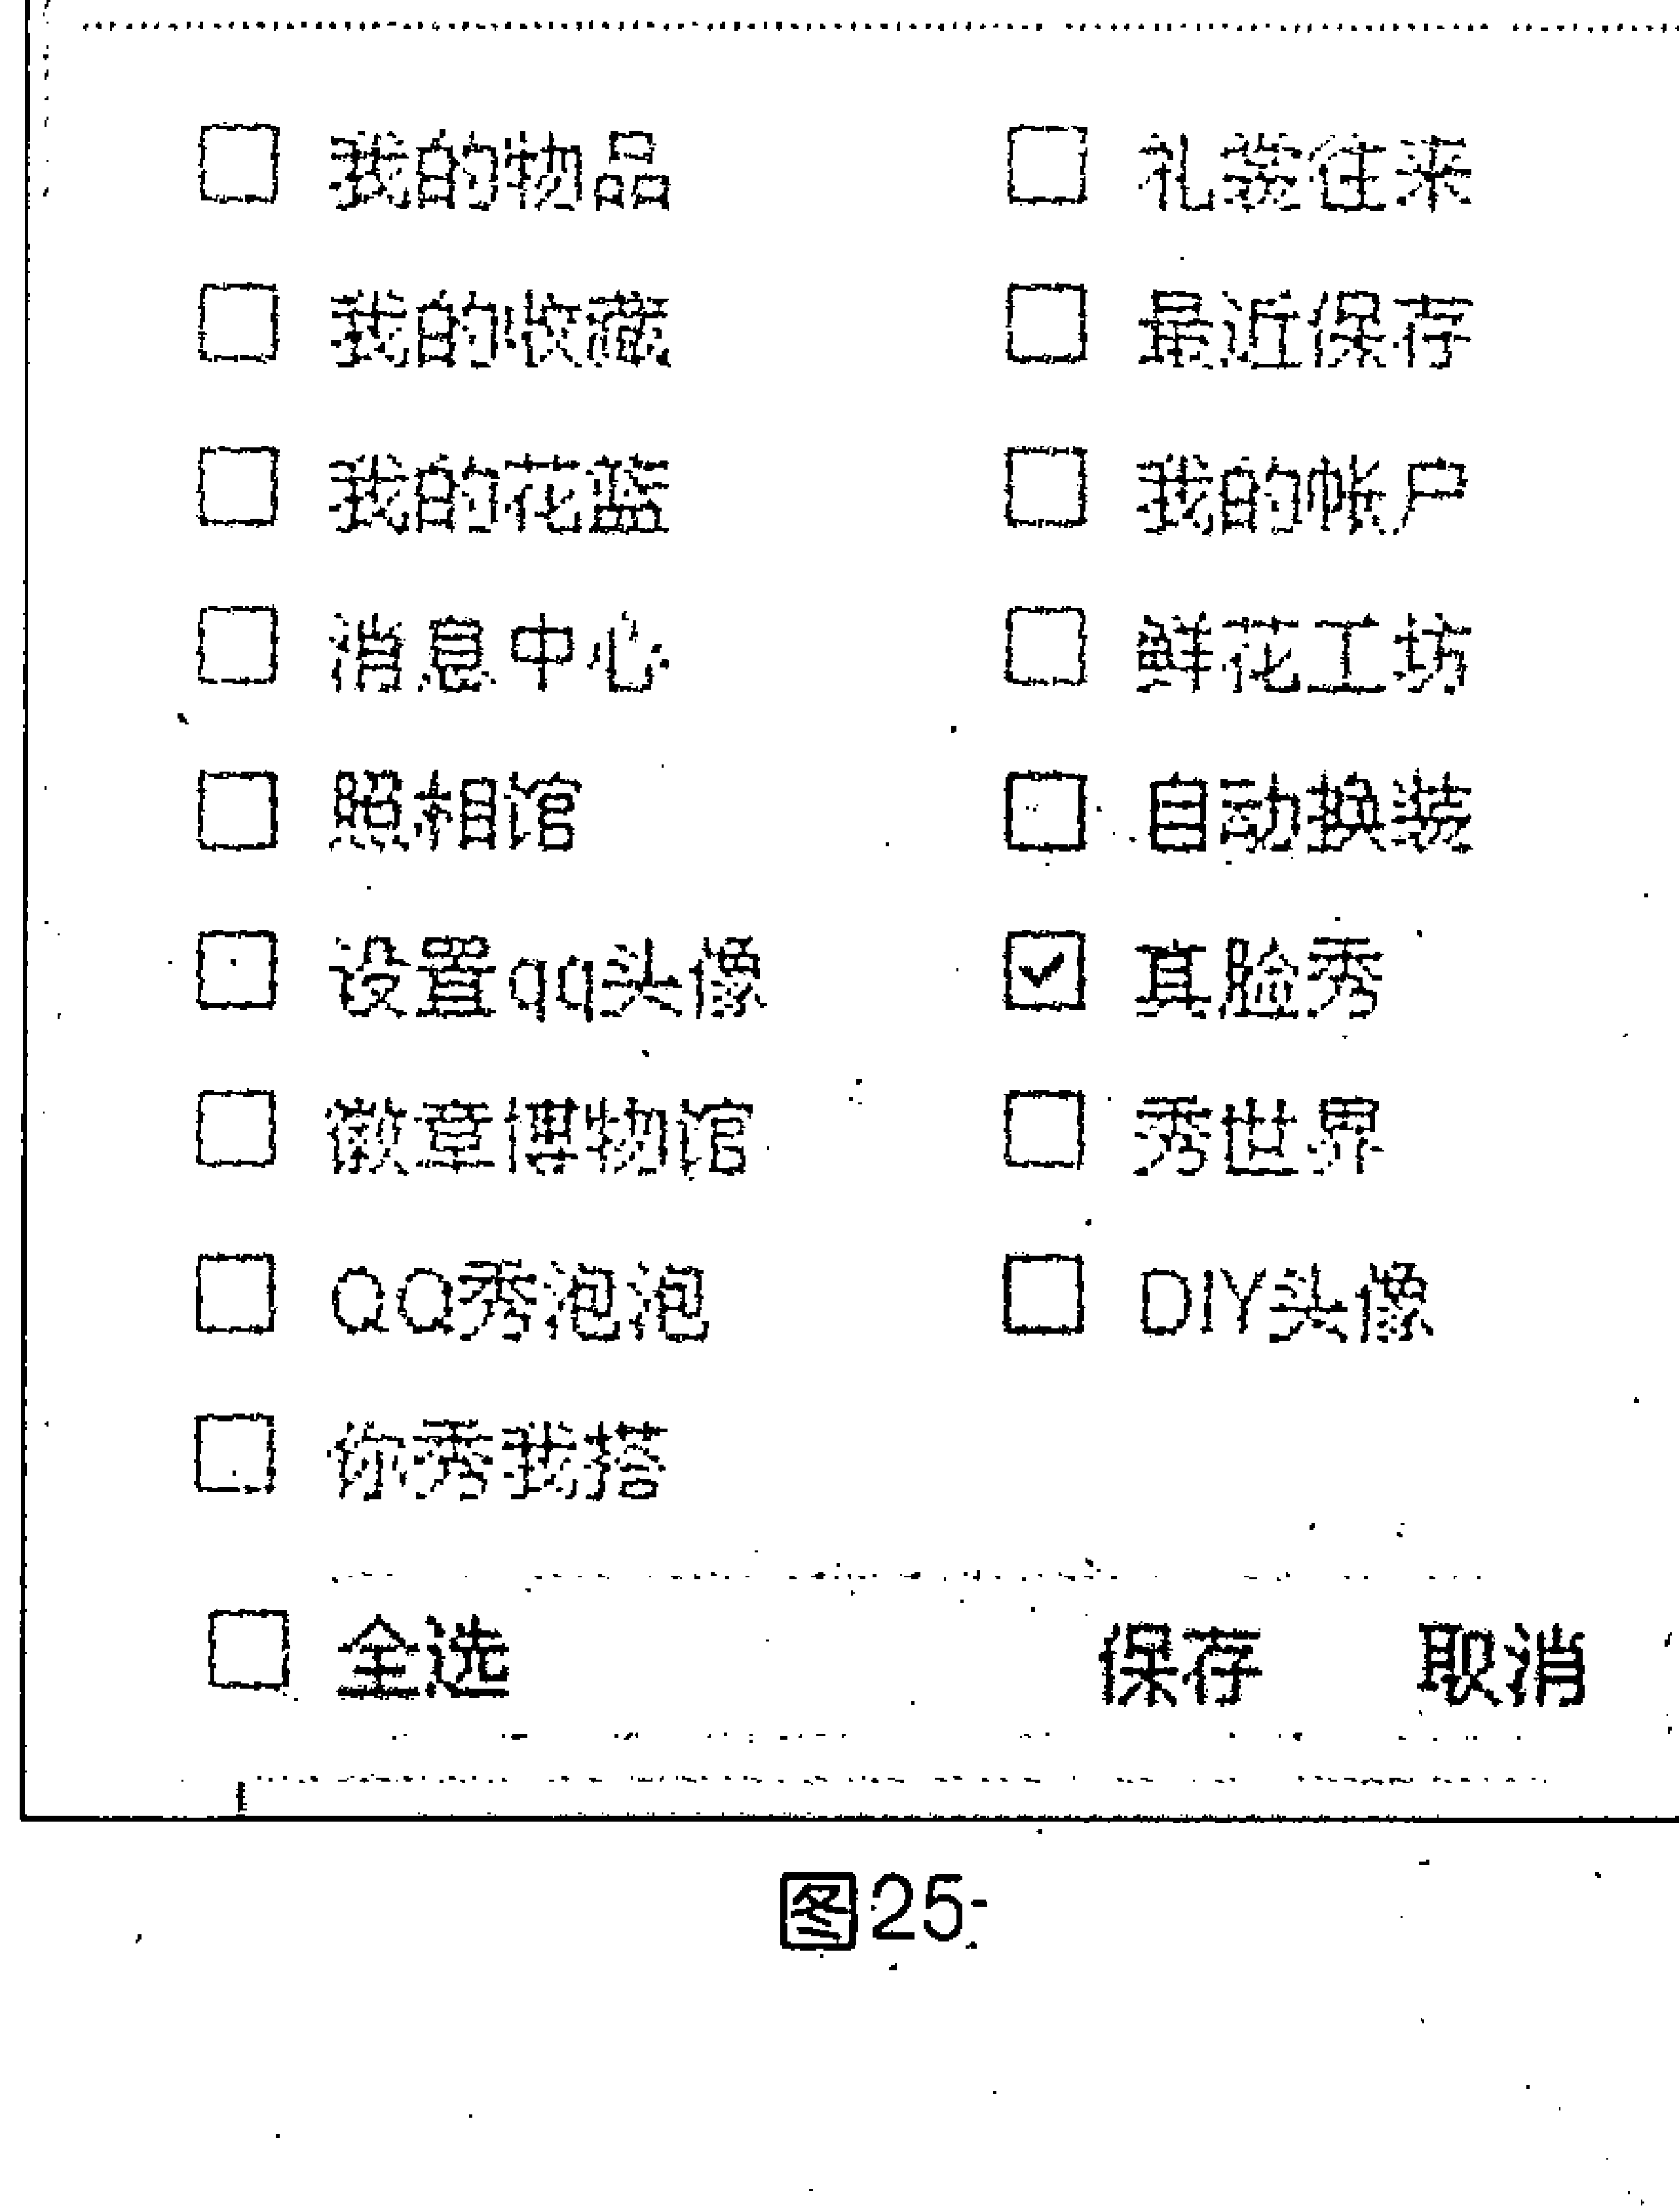 我的物品 礼裝往来
我的收藏 最近保存
我的花篮 我的帐户
消息中心 鲜花工坊
照相馆 自动换装
设置qq头像 真脸秀
徽章博物馆 秀世界
QQ秀泡泡 DIY头像
你秀我搭
全选 保存 取消
图25